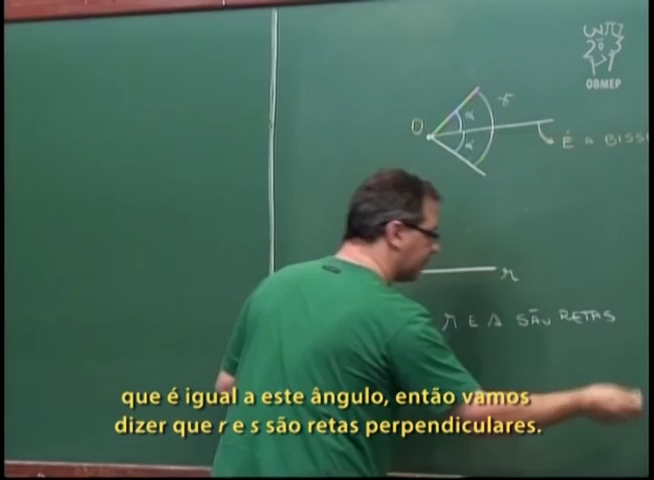 OBMEP
γ
O α
α
É A BISS
r
r E s SÃO RETAS
que é igual a este ângulo, então vamos
dizer que r e s são retas perpendiculares.